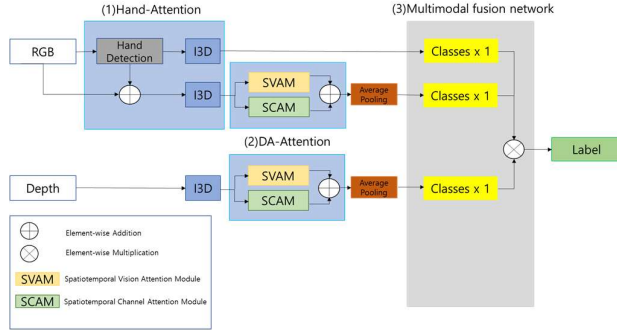 (1)Hand-Attention
(3)Multimodal fusion network
RGB
Hand
Detection
I3D
Classes x 1
I3D
SVAM
SCAM
Average
Pooling
Classes x 1
Label
(2)DA-Attention
Depth
I3D
SVAM
SCAM
Average
Pooling
Classes x 1
Element-wise Addition
Element-wise Multiplication
SVAM Spatiotemporal Vision Attention Module
SCAM Spatiotemporal Channel Attention Module